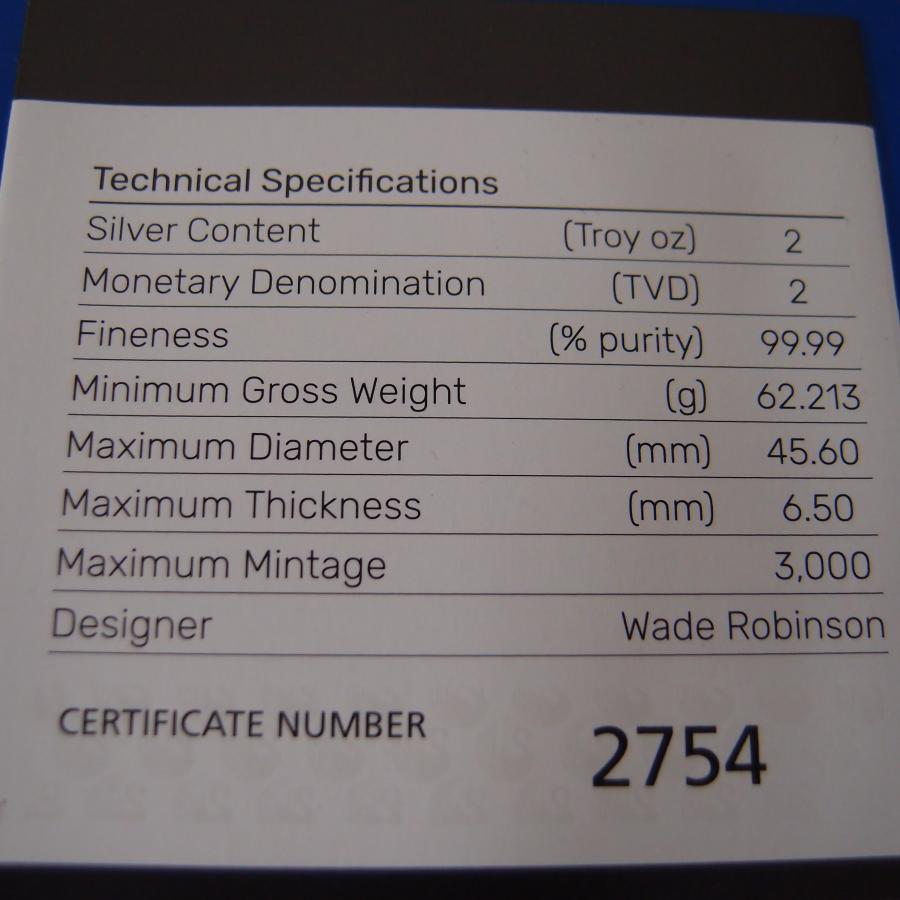 Technical Specifications
Silver Content (Troy oz) 2
Monetary Denomination (TVD) 2
Fineness (% purity) 99.99
Minimum Gross Weight (g) 62.213
Maximum Diameter (mm) 45.60
Maximum Thickness (mm) 6.50
Maximum Mintage 3,000
Designer Wade Robinson
CERTIFICATE NUMBER 2754